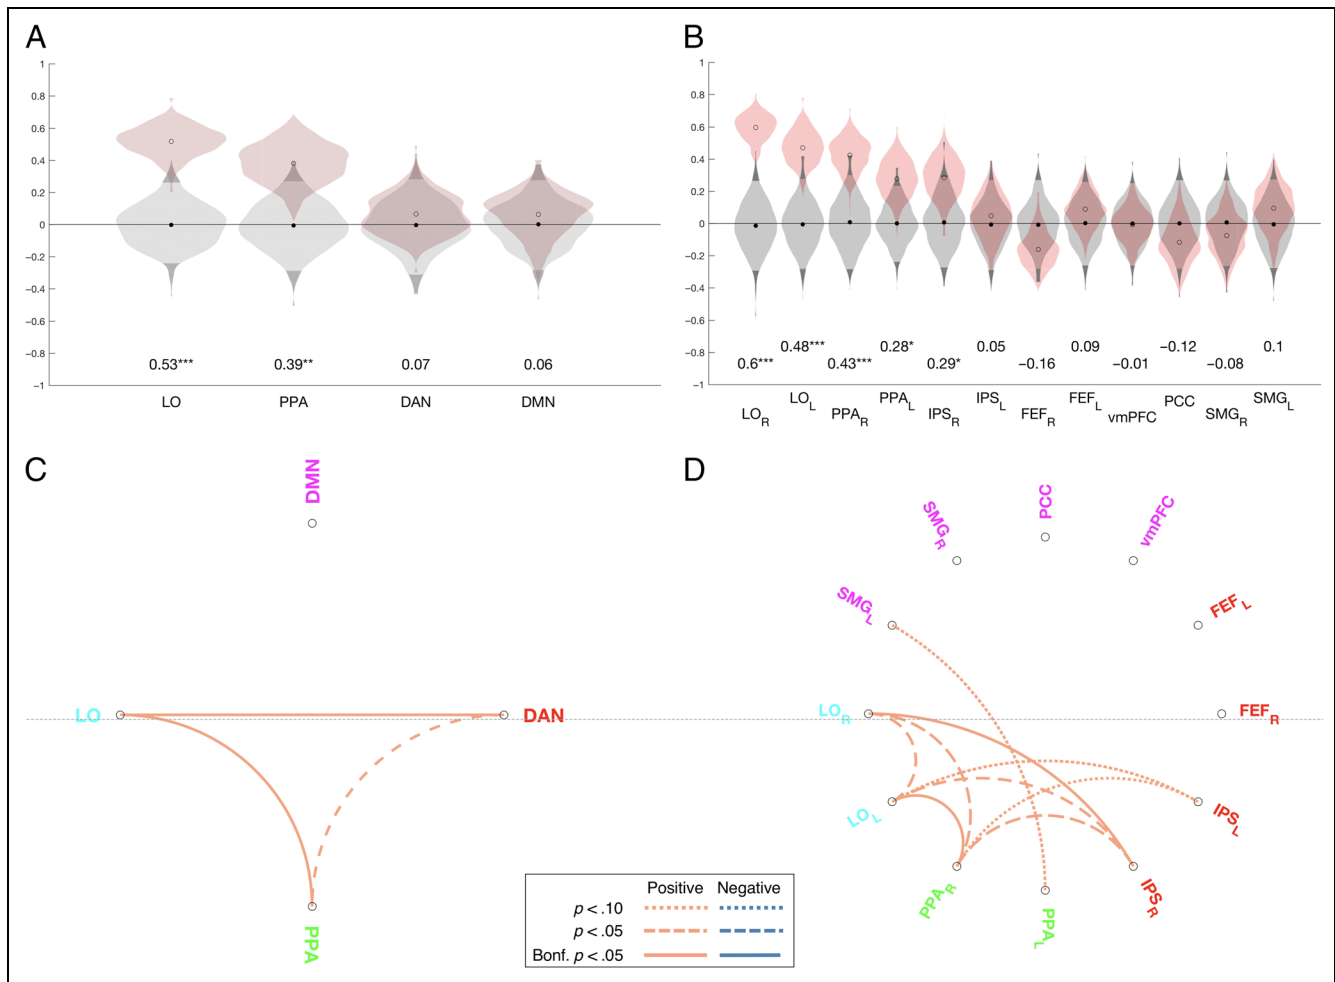 A
1
0.8
0.6
0.4
0.2
0
−0.2
−0.4
−0.6
−0.8
−1
0.53*** 0.39** 0.07 0.06
LO PPA DAN DMN
B
1
0.8
0.6
0.4
0.2
0
−0.2
−0.4
−0.6
−0.8
−1
0.48*** 0.28* 0.05 0.09 −0.12 0.1
0.6*** 0.43*** 0.29* −0.16 −0.01 −0.08
LO_L PPA_L IPS_L FEF_L PCC SMG_L
LO_R PPA_R IPS_R FEF_R vmPFC SMG_R
C
DMN
LO
DAN
PPA
D
SMG_R
PCC
vmPFC
SMG_L
FEF_L
LO_R
FEF_R
LO_L
IPS_L
PPA_R
PPA_L
IPS_R
Positive Negative
p < .10
p < .05
Bonf. p < .05